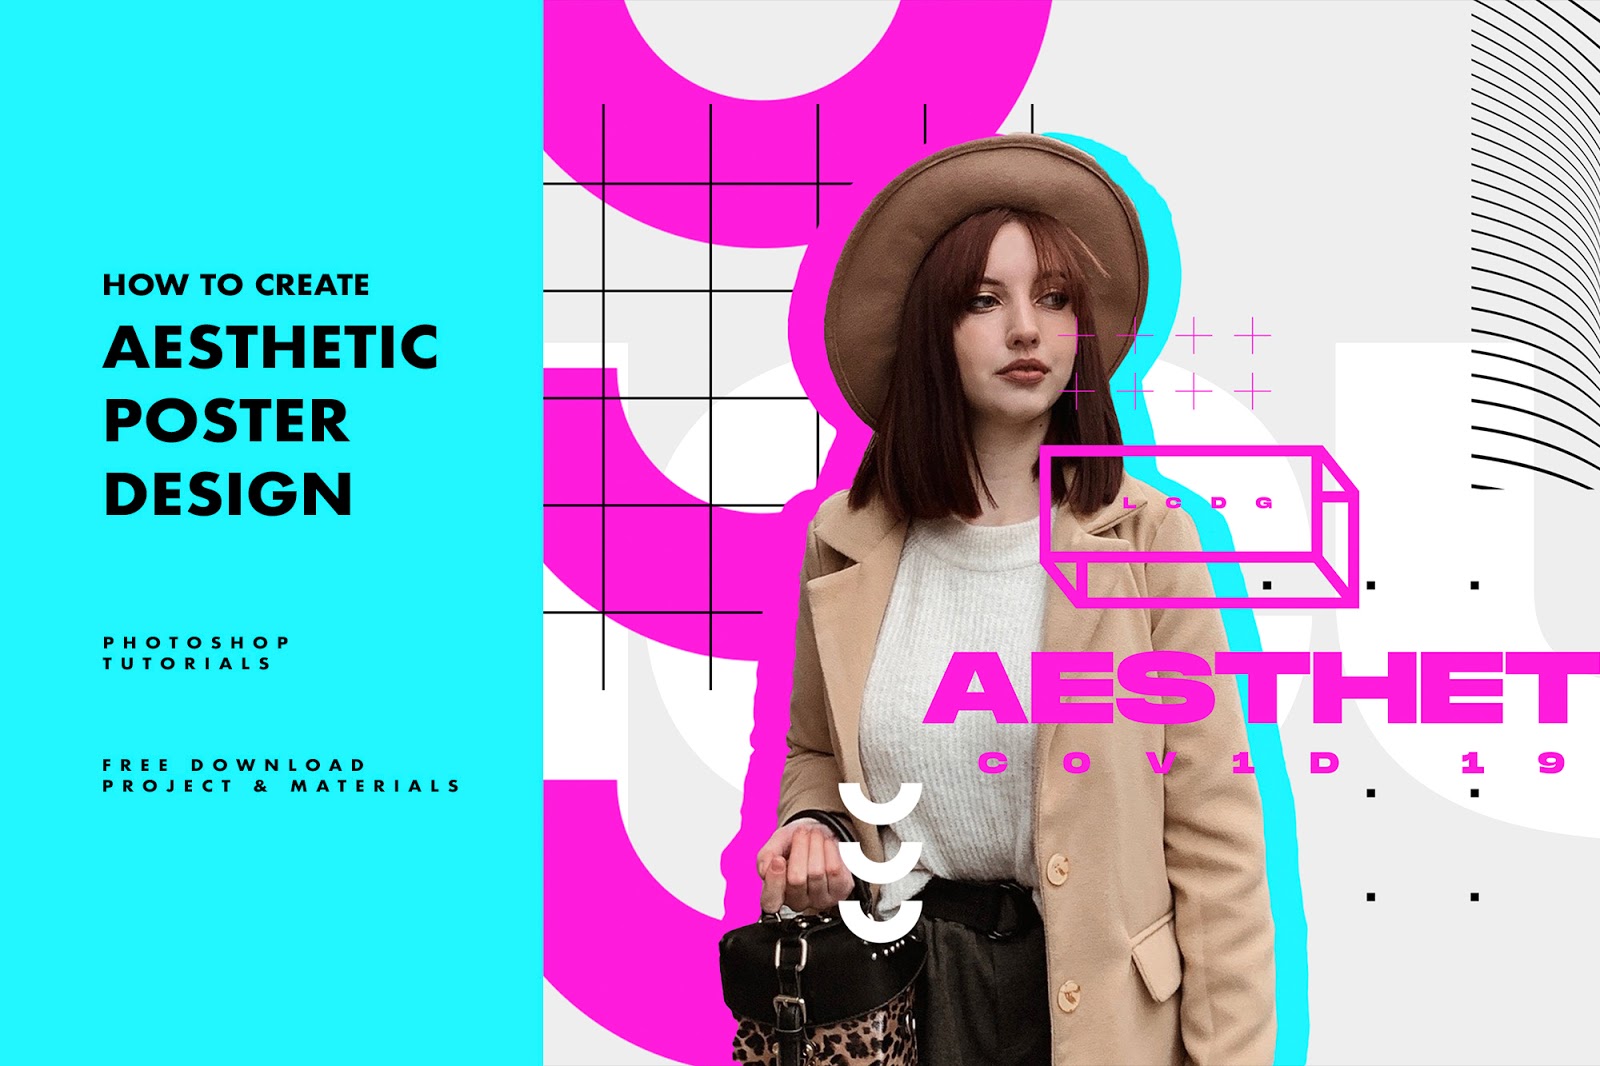 HOW TO CREATE
AESTHETIC
POSTER
DESIGN
PHOTOSHOP
TUTORIALS
FREE DOWNLOAD
PROJECT & MATERIALS
LCDG
AESTHET
COV1D 19